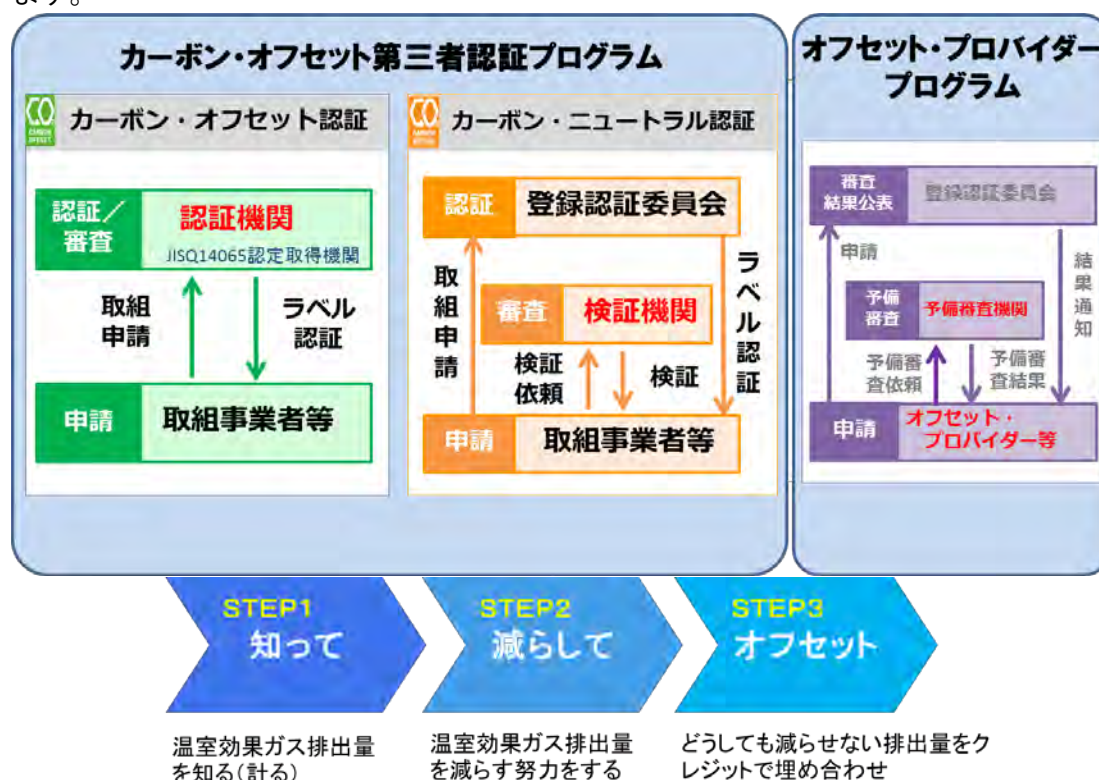 ます。
カーボン・オフセット第三者認証プログラム
CO
カーボン・オフセット認証
認証／
審査
認証機関
JISQ14065認定取得機関
取組
申請
ラベル
認証
申請
取組事業者等
CO
カーボン・ニュートラル認証
認証
登録認証委員会
取組申請
審査
検証機関
検証
依頼
検証
ラベル認証
申請
取組事業者等
オフセット・プロバイダー
プログラム
審査
結果公表
登録認証委員会
申請
予備
審査
予備審査機関
予備審
査依頼
予備審
査結果
結果通知
申請
オフセット・
プロバイダー等
STEP1
知って
STEP2
減らして
STEP3
オフセット
温室効果ガス排出量
を知る(計る)
温室効果ガス排出量
を減らす努力をする
どうしても減らせない排出量をク
レジットで埋め合わせ